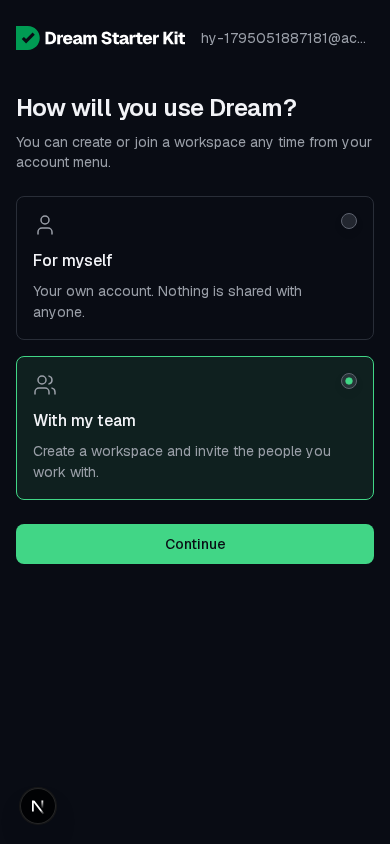 Dream Starter Kit
hy-1795051887181@ac...
How will you use Dream?
You can create or join a workspace any time from your
account menu.
For myself
Your own account. Nothing is shared with
anyone.
With my team
Create a workspace and invite the people you
work with.
Continue
N